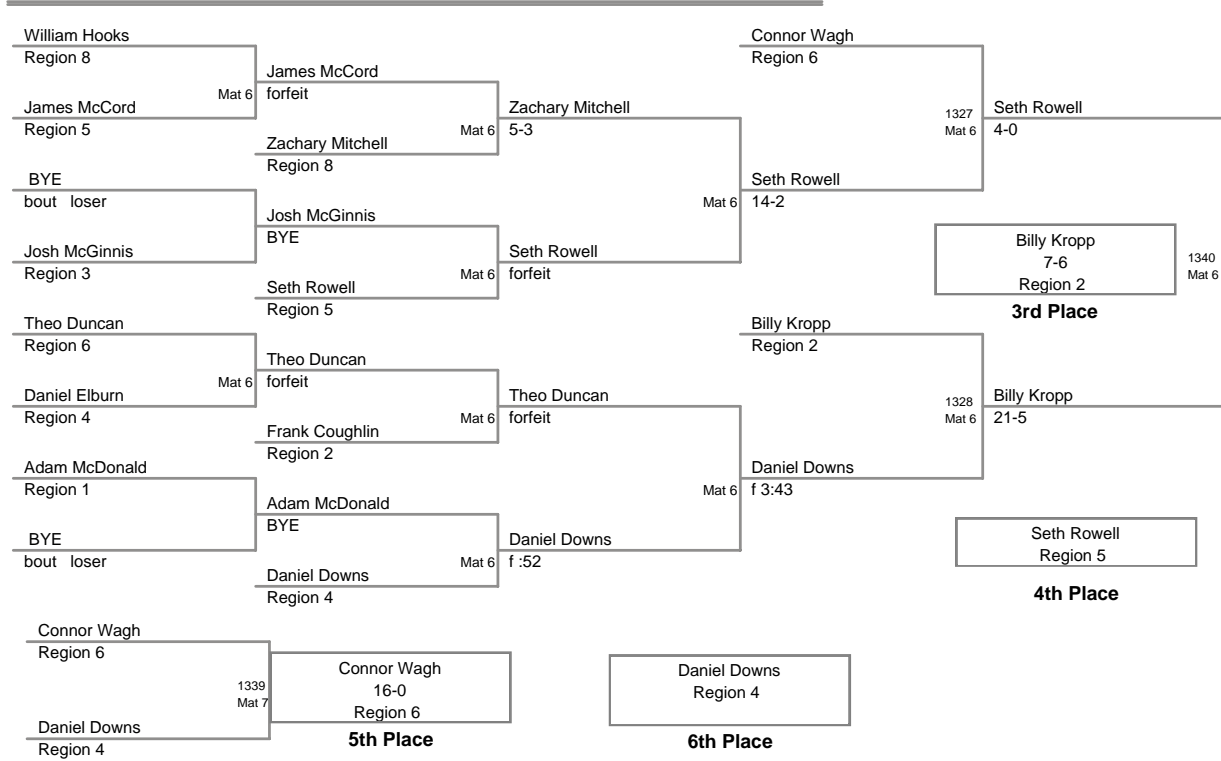 William Hooks
Region 8
Mat 6
James McCord
Region 5
BYE
bout loser
Josh McGinnis
Region 3
Theo Duncan
Region 6
Mat 6
Daniel Elburn
Region 4
Adam McDonald
Region 1
BYE
bout loser
James McCord
forfeit
Mat 6
Zachary Mitchell
Region 8
Josh McGinnis
BYE
Mat 6
Seth Rowell
Region 5
Theo Duncan
forfeit
Mat 6
Frank Coughlin
Region 2
Adam McDonald
BYE
Mat 6
Daniel Downs
Region 4
Zachary Mitchell
5-3
Mat 6
Seth Rowell
forfeit
Theo Duncan
forfeit
Mat 6
Daniel Downs
f :52
Connor Wagh
Region 6
1327
Mat 6
Seth Rowell
14-2
Billy Kropp
Region 2
1328
Mat 6
Daniel Downs
f 3:43
Seth Rowell
4-0
Billy Kropp
7-6
Region 2
1340
Mat 6
3rd Place
Billy Kropp
21-5
Seth Rowell
Region 5
4th Place
Connor Wagh
Region 6
1339
Mat 7
Daniel Downs
Region 4
Connor Wagh
16-0
Region 6
5th Place
Daniel Downs
Region 4
6th Place